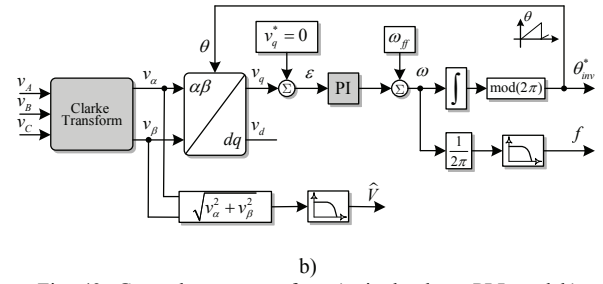 θ
v_q^* = 0
ω_ff
θ
θ_inv^*
v_A
v_B
v_C
Clarke
Transform
v_α
v_β
αβ
dq
v_q
v_d
Σ
ε
PI
Σ
ω
∫
mod(2π)
1/2π
f
√(v_α^2 + v_β^2)
V̂
b)